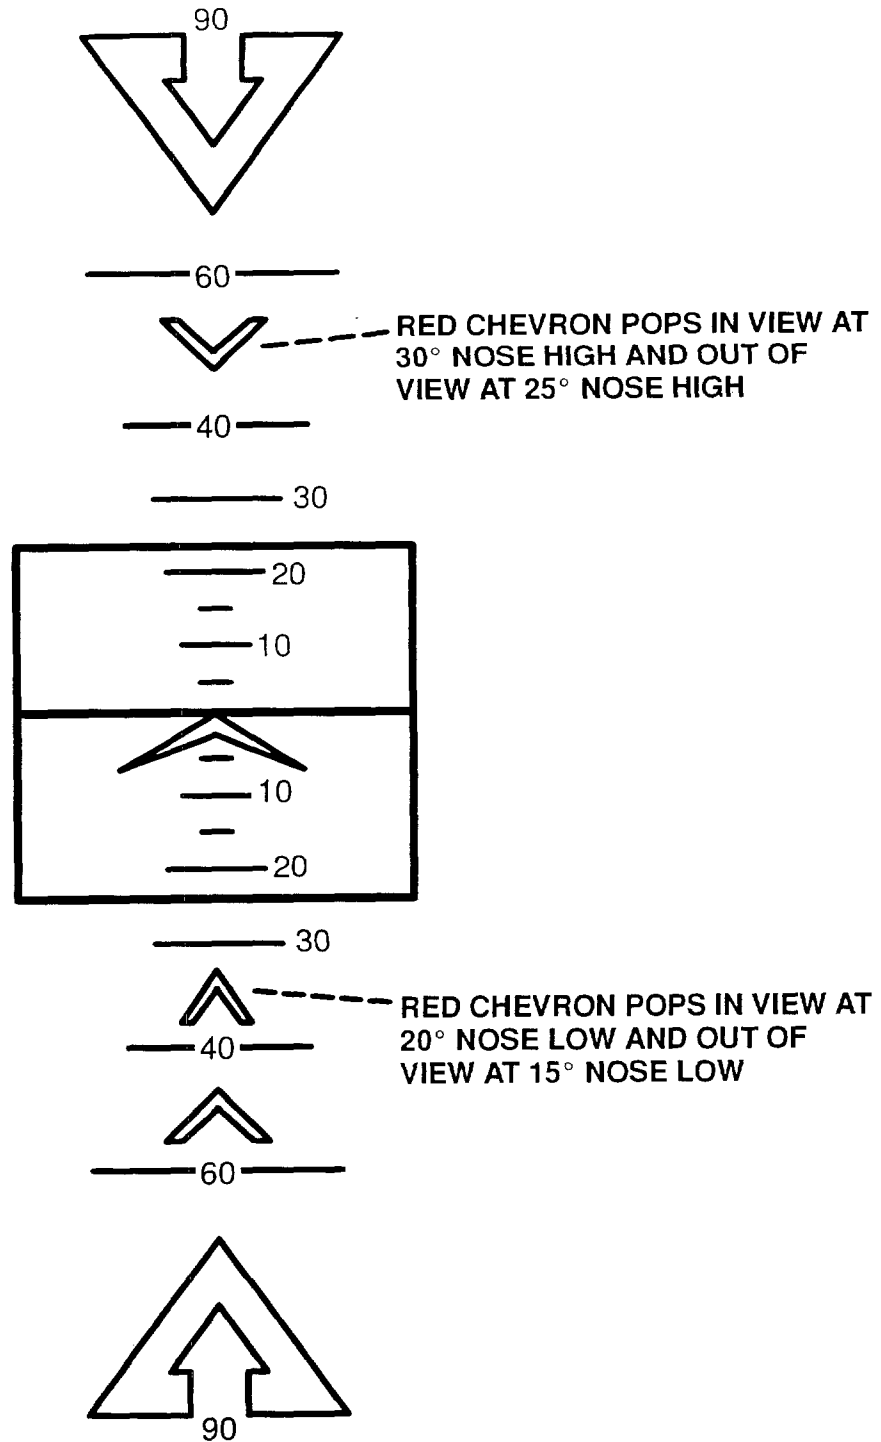 90
60
RED CHEVRON POPS IN VIEW AT
30° NOSE HIGH AND OUT OF
VIEW AT 25° NOSE HIGH
40
30
20
10
10
20
30
RED CHEVRON POPS IN VIEW AT
20° NOSE LOW AND OUT OF
VIEW AT 15° NOSE LOW
40
60
90